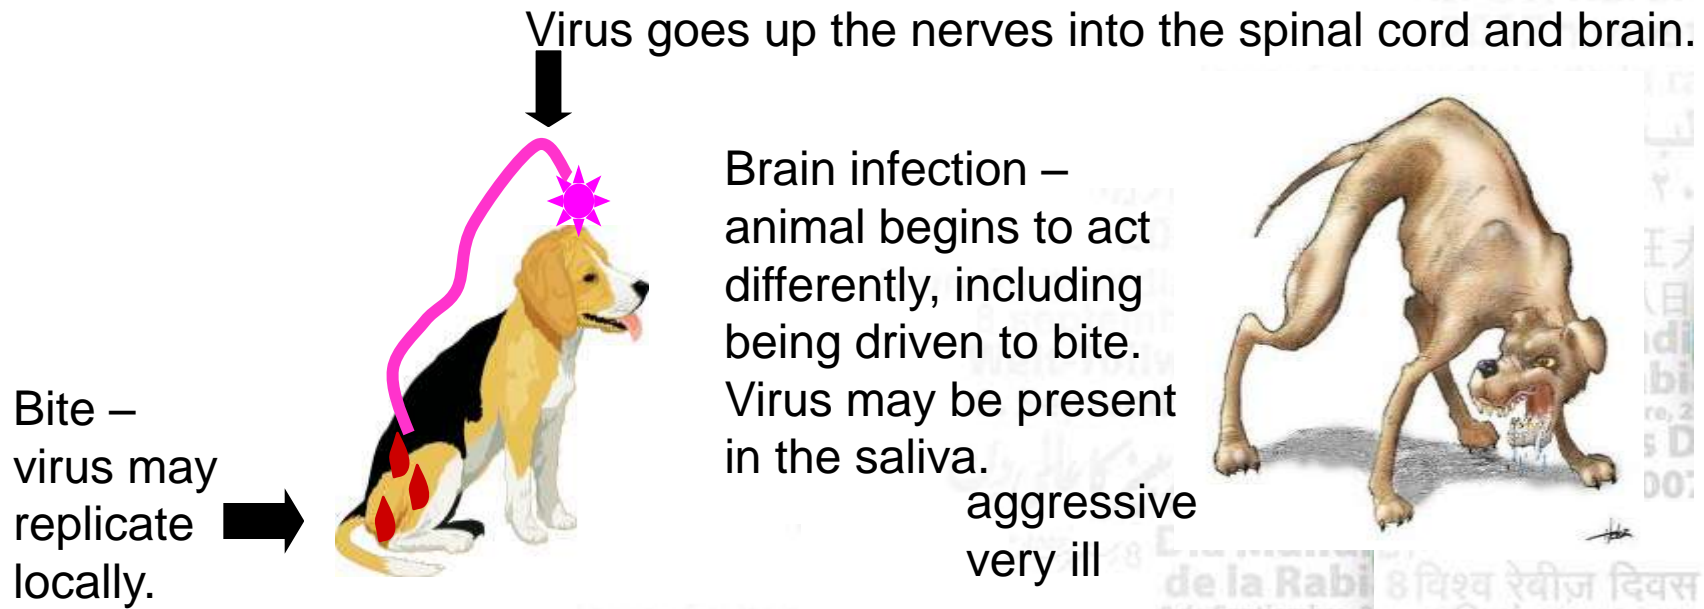 Virus goes up the nerves into the spinal cord and brain.
Brain infection –
animal begins to act
differently, including
being driven to bite.
Virus may be present
in the saliva.
aggressive
very ill
Bite –
virus may
replicate
locally.
de la Rabi
8 विश्व रेबीज़ दिवस